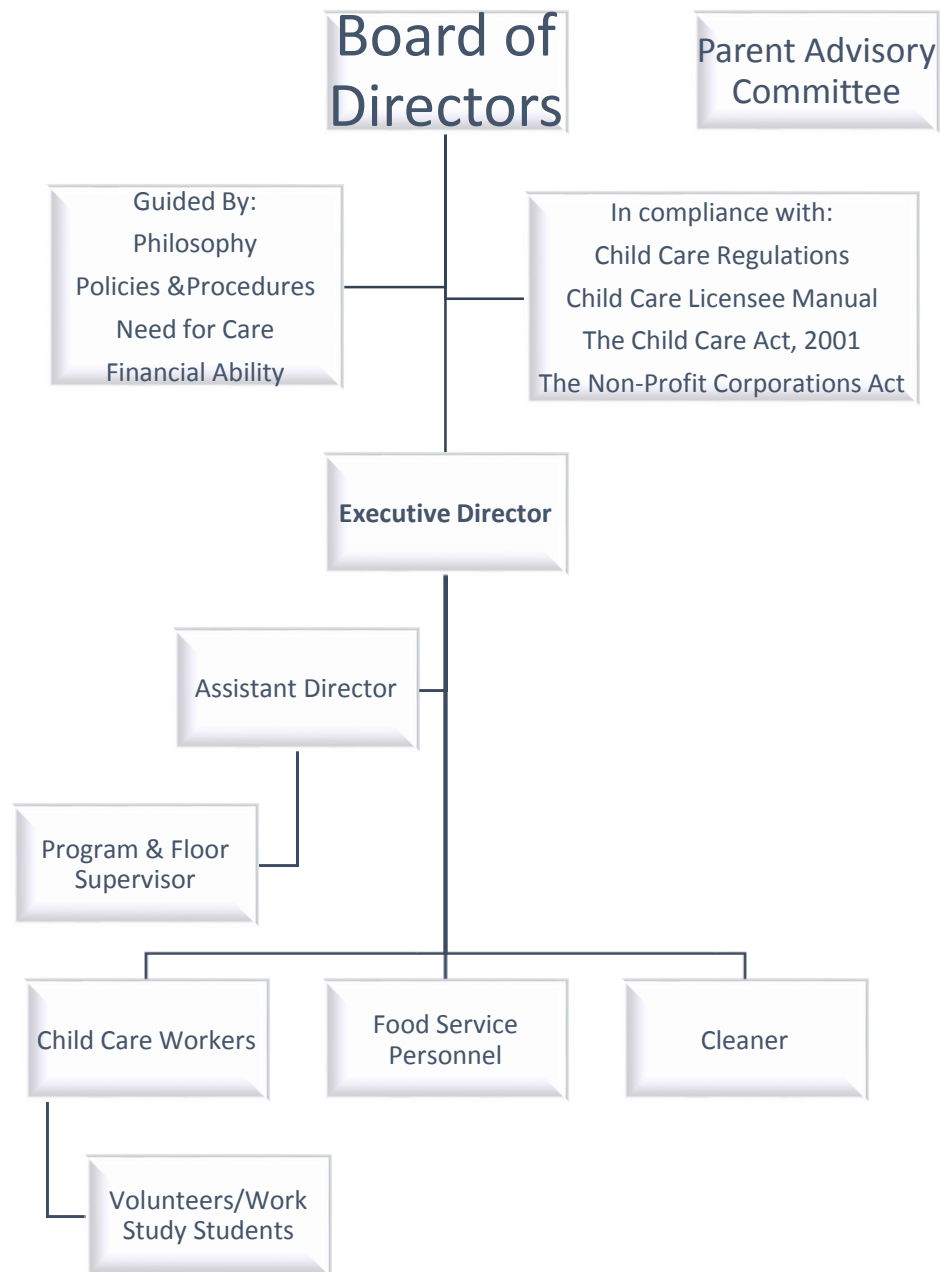 Board of
Directors
Parent Advisory
Committee
Guided By:
Philosophy
Policies &Procedures
Need for Care
Financial Ability
In compliance with:
Child Care Regulations
Child Care Licensee Manual
The Child Care Act, 2001
The Non-Profit Corporations Act
Executive Director
Assistant Director
Program & Floor
Supervisor
Child Care Workers
Food Service
Personnel
Cleaner
Volunteers/Work
Study Students